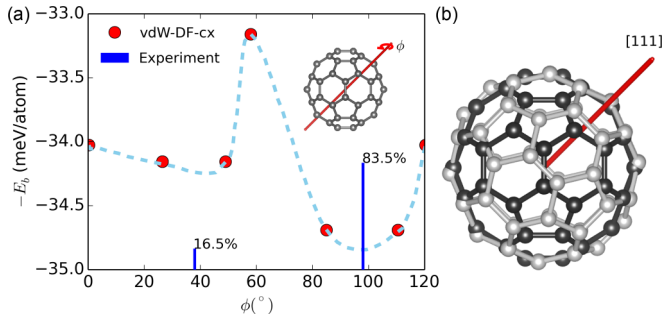 (a)
vdW-DF-cx
Experiment
ϕ
−33.0
−33.5
−34.0
−34.5
−35.0
−E_b (meV/atom)
83.5%
16.5%
0
20
40
60
80
100
120
ϕ(°)
(b)
[111]